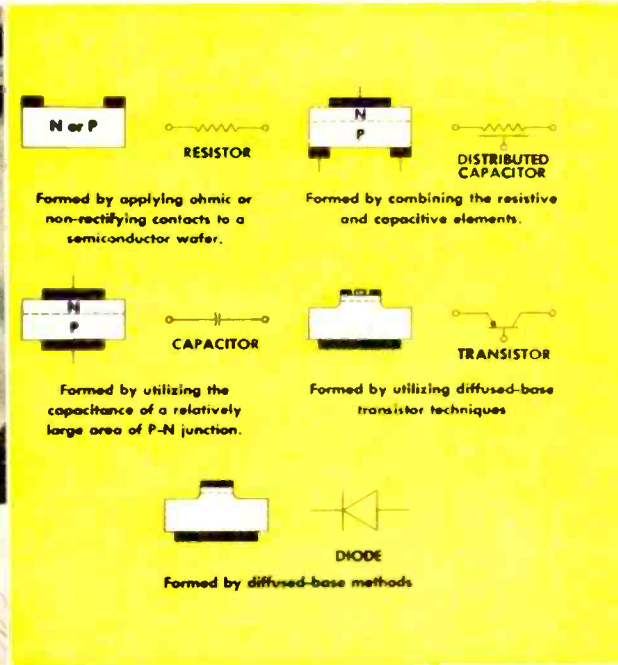 N or P
RESISTOR
Formed by applying ohmic or
non-rectifying contacts to a
semiconductor wafer.
N
P
DISTRIBUTED
CAPACITOR
Formed by combining the resistive
and capacitive elements.
N
P
CAPACITOR
Formed by utilizing the
capacitance of a relatively
large area of P-N junction.
TRANSISTOR
Formed by utilizing diffused-base
transistor techniques
DIODE
Formed by diffused-base methods